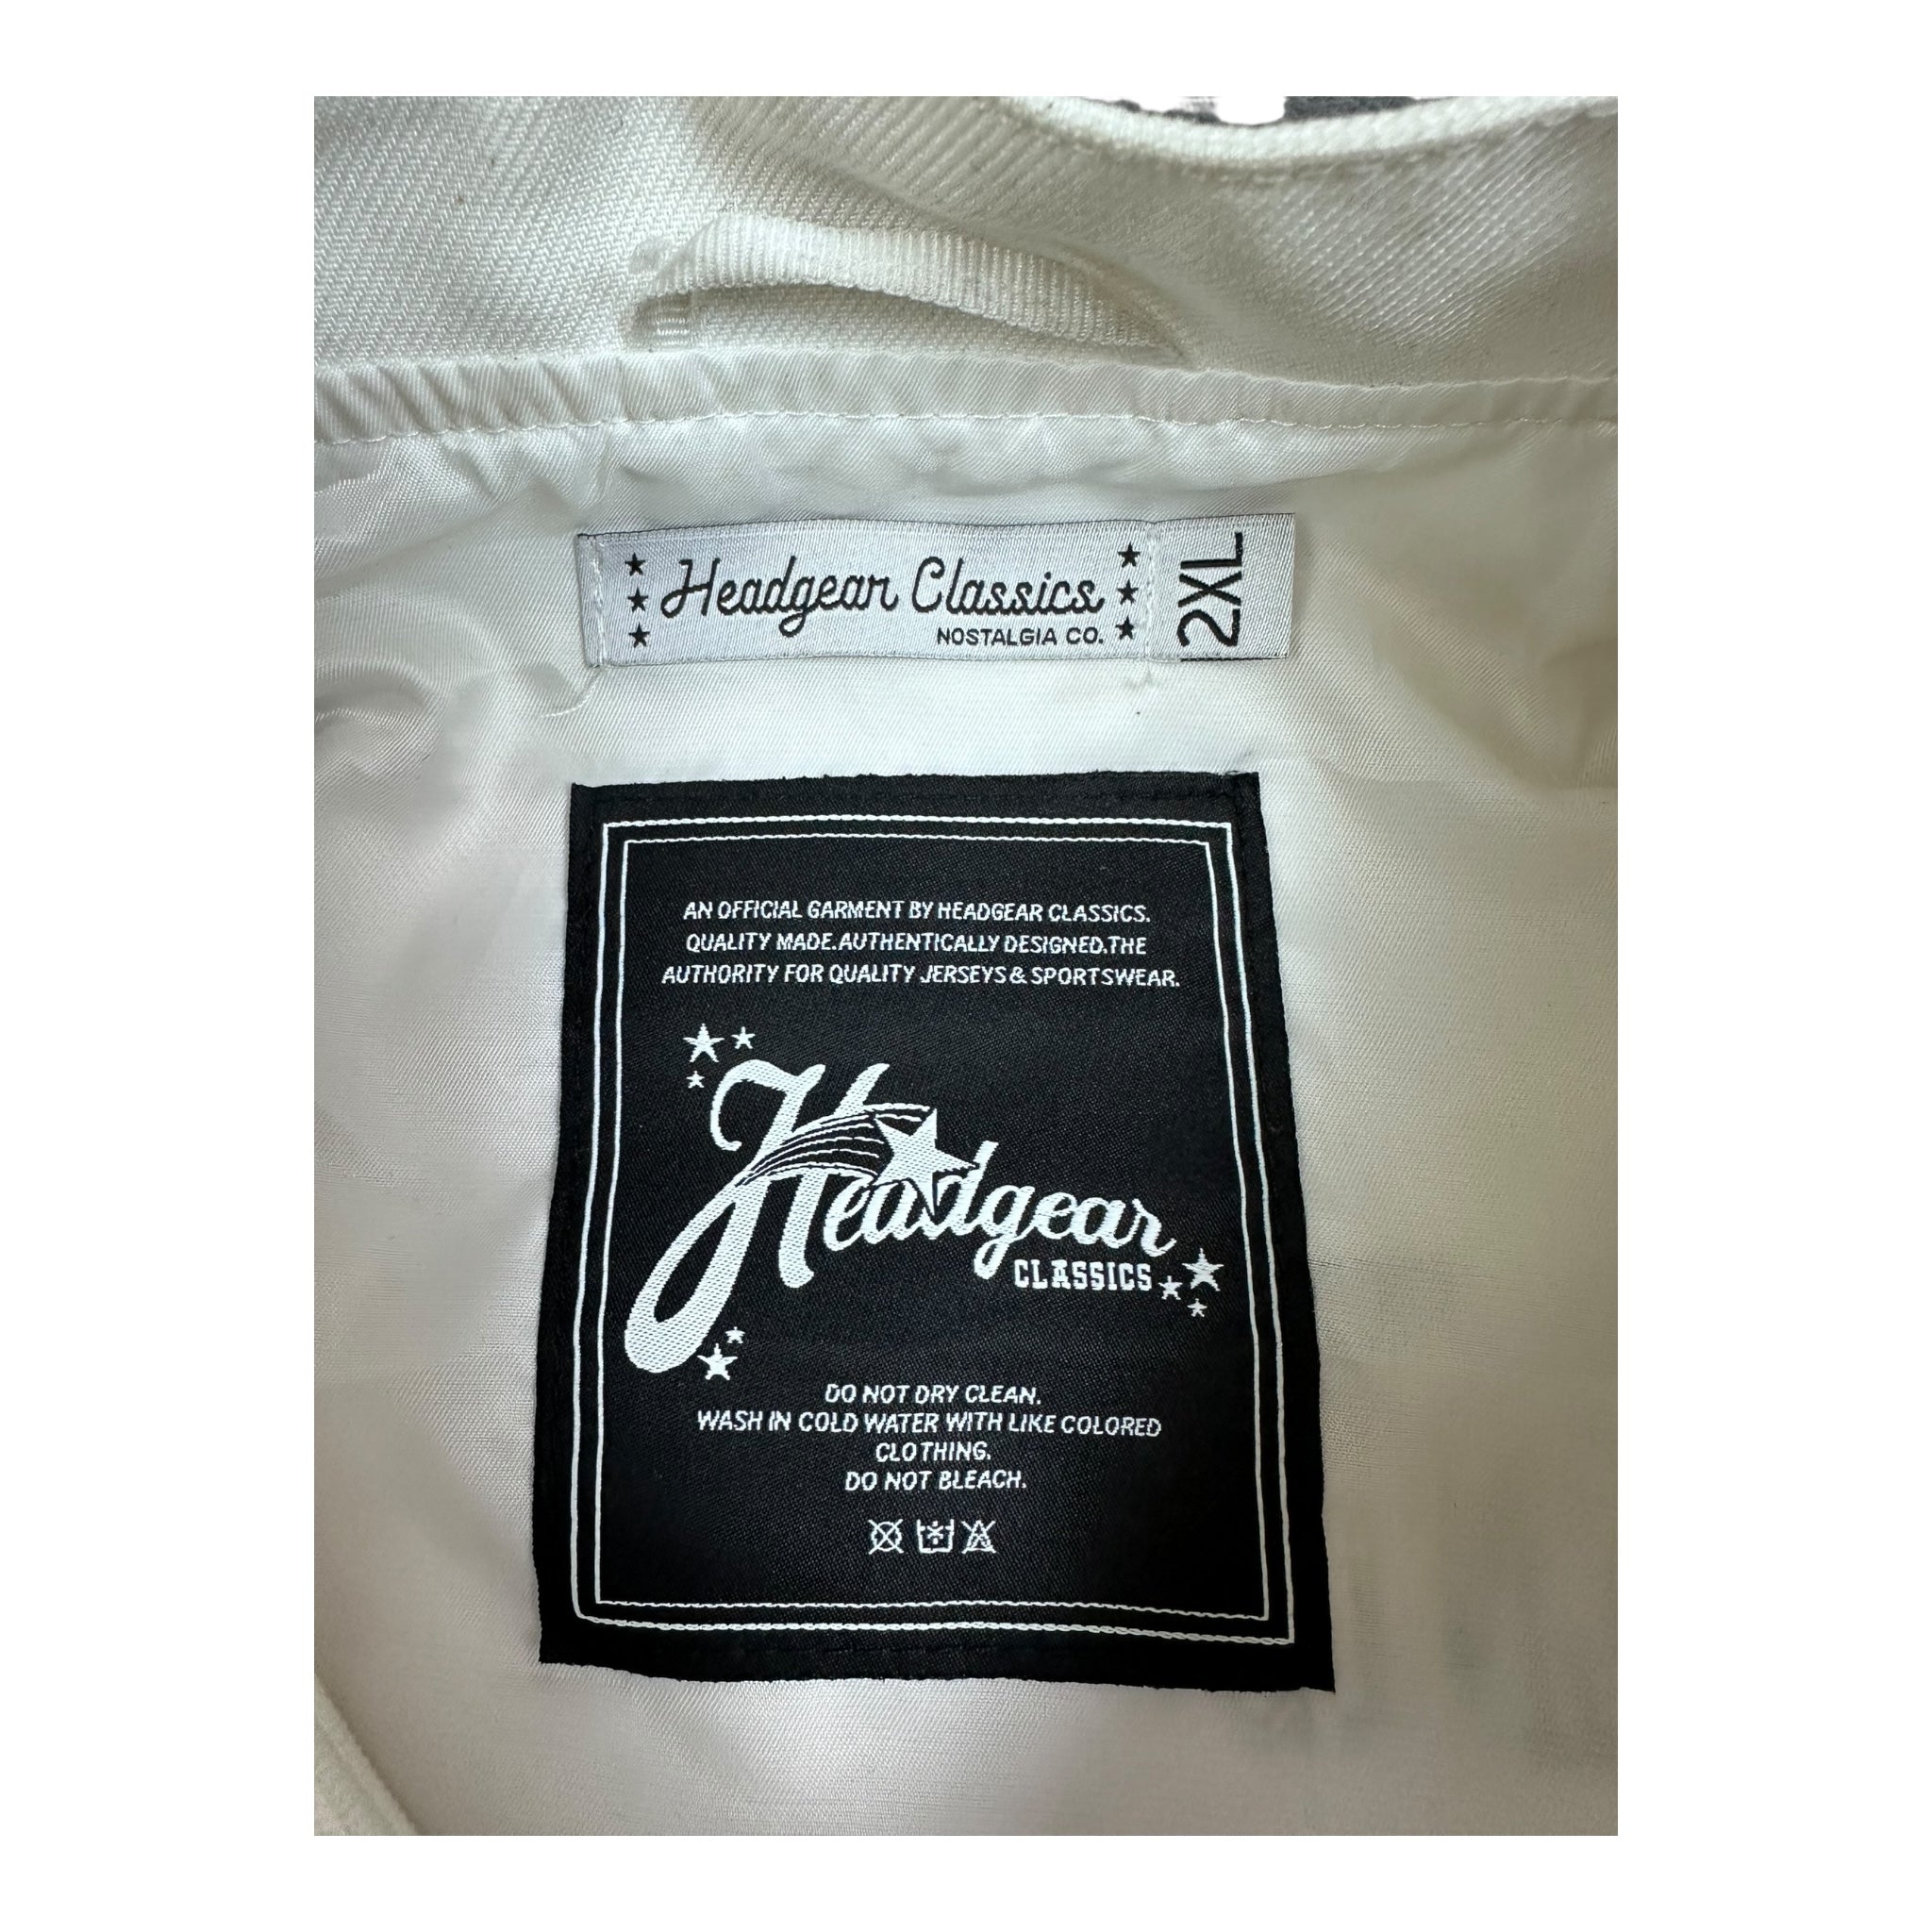 Headgear Classics
NOSTALGIA CO.
2XL
AN OFFICIAL GARMENT BY HEADGEAR CLASSICS.
QUALITY MADE.AUTHENTICALLY DESIGNED.THE
AUTHORITY FOR QUALITY JERSEYS & SPORTSWEAR.
Headgear
CLASSICS
DO NOT DRY CLEAN.
WASH IN COLD WATER WITH LIKE COLORED
CLOTHING.
DO NOT BLEACH.